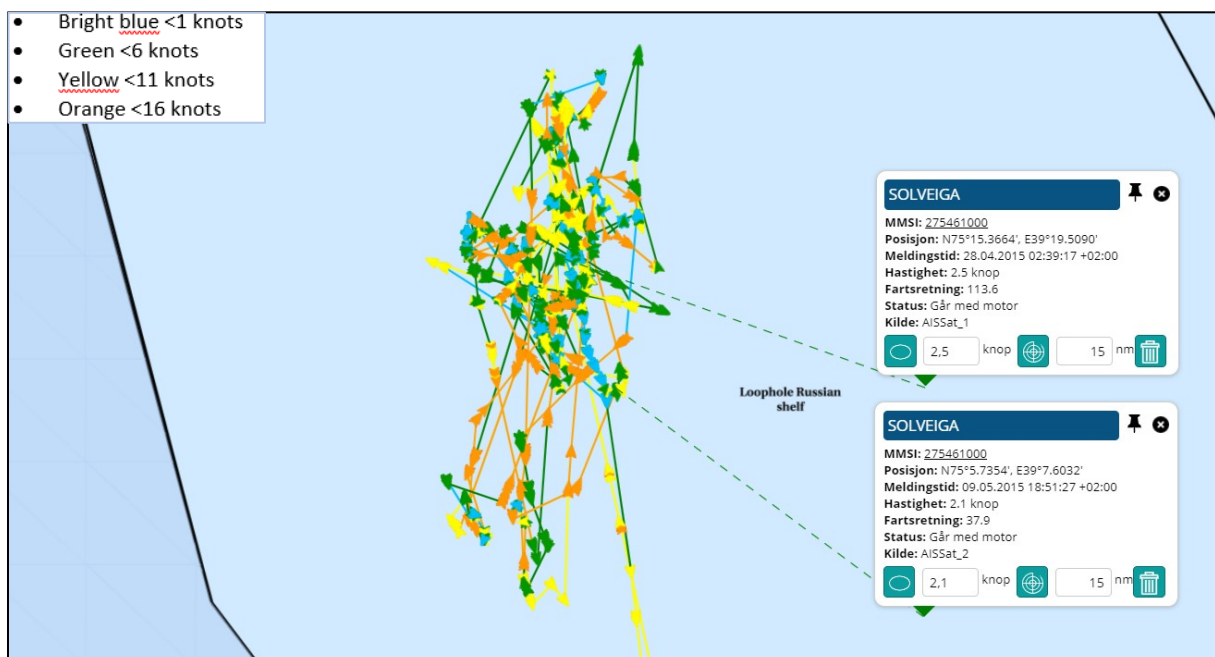 • Bright blue <1 knots
• Green <6 knots
• Yellow <11 knots
• Orange <16 knots
SOLVEIGA
MMSI: 275461000
Posisjon: N75°15.3664', E39°19.5090'
Meldingstid: 28.04.2015 02:39:17 +02:00
Hastighet: 2.5 knop
Fartsretning: 113.6
Status: Går med motor
Kilde: AISSat_1
2,5 knop 15 nm
Loophole Russian
shelf
SOLVEIGA
MMSI: 275461000
Posisjon: N75°5.7354', E39°7.6032'
Meldingstid: 09.05.2015 18:51:27 +02:00
Hastighet: 2.1 knop
Fartsretning: 37.9
Status: Går med motor
Kilde: AISSat_2
2,1 knop 15 nm